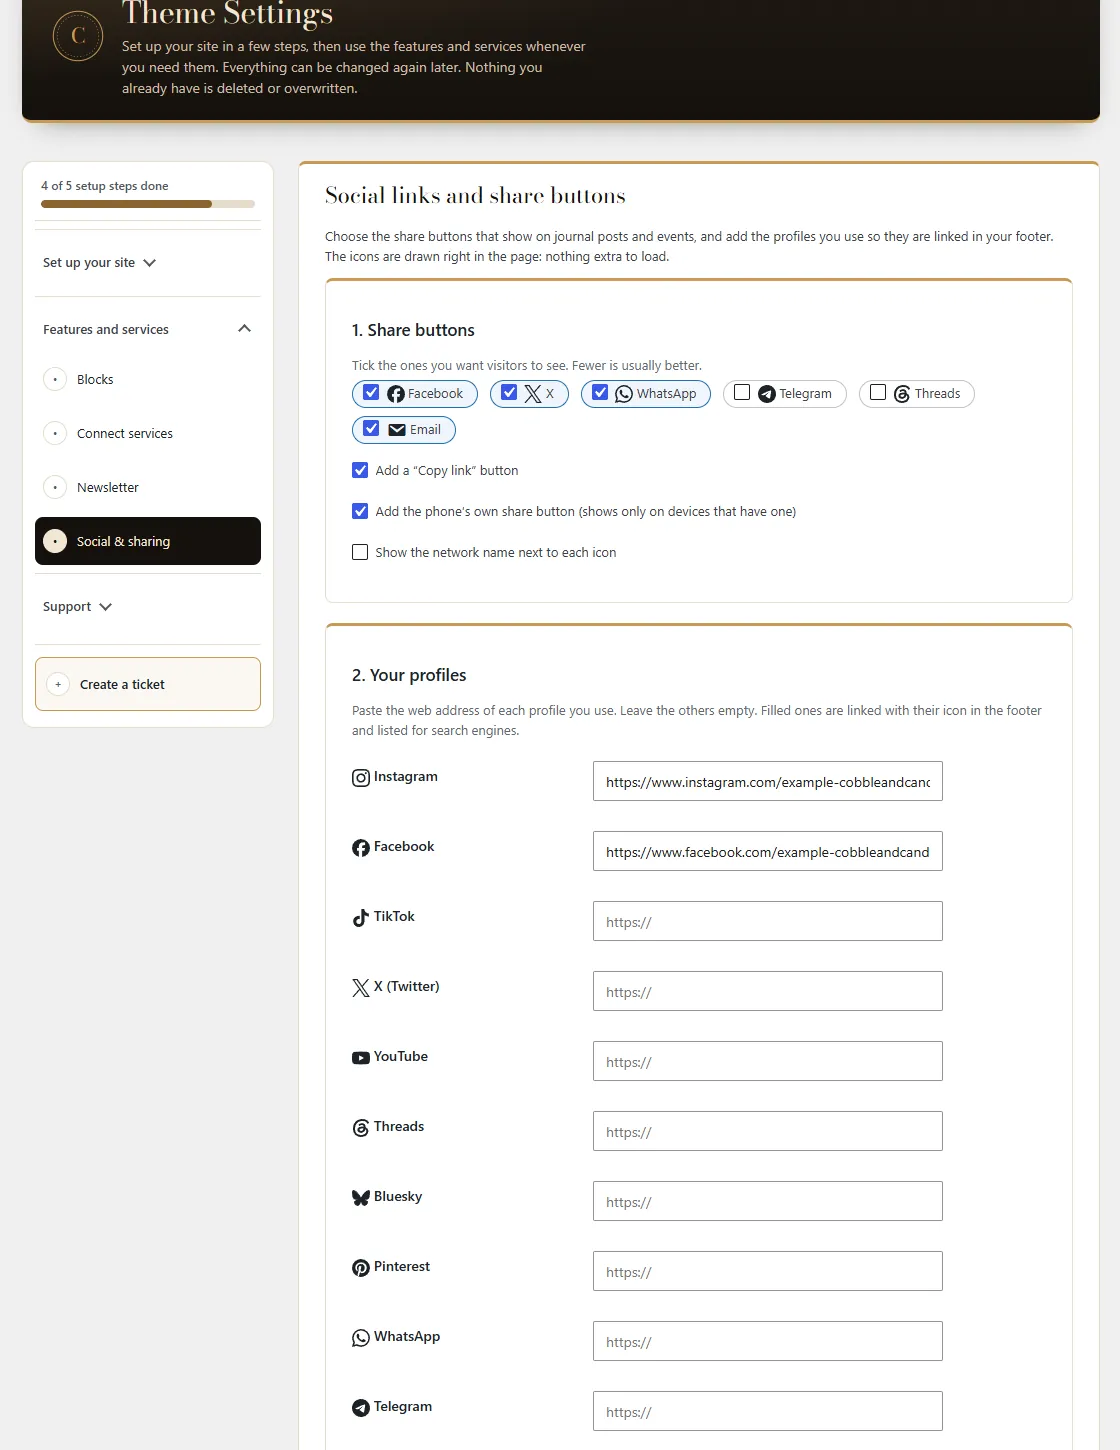 C
Theme Settings
Set up your site in a few steps, then use the features and services whenever
you need them. Everything can be changed again later. Nothing you
already have is deleted or overwritten.
4 of 5 setup steps done
Set up your site
Features and services
Blocks
Connect services
Newsletter
Social & sharing
Support
+ Create a ticket
Social links and share buttons
Choose the share buttons that show on journal posts and events, and add the profiles you use so they are linked in your footer.
The icons are drawn right in the page: nothing extra to load.
1. Share buttons
Tick the ones you want visitors to see. Fewer is usually better.
Facebook X WhatsApp Telegram Threads
Email
Add a “Copy link” button
Add the phone’s own share button (shows only on devices that have one)
Show the network name next to each icon
2. Your profiles
Paste the web address of each profile you use. Leave the others empty. Filled ones are linked with their icon in the footer
and listed for search engines.
Instagram https://www.instagram.com/example-cobbleandcand
Facebook https://www.facebook.com/example-cobbleandcand
TikTok https://
X (Twitter) https://
YouTube https://
Threads https://
Bluesky https://
Pinterest https://
WhatsApp https://
Telegram https://